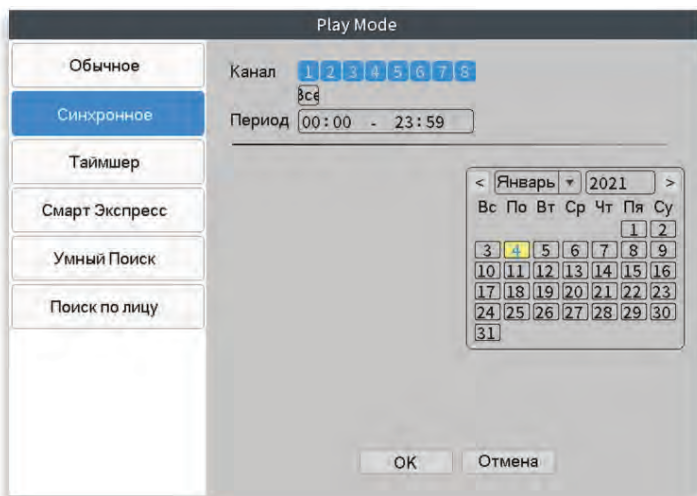 Play Mode
Обычное
Синхронное
Таймшер
Смарт Экспресс
Умный Поиск
Поиск по лицу
Канал 1 2 3 4 5 6 7 8
Все
Период 00:00 - 23:59
< Январь ▼ 2021 >
Вс По Вт Ср Чт Пя Су
1 2
3 4 5 6 7 8 9
10 11 12 13 14 15 16
17 18 19 20 21 22 23
24 25 26 27 28 29 30
31
OK Отмена